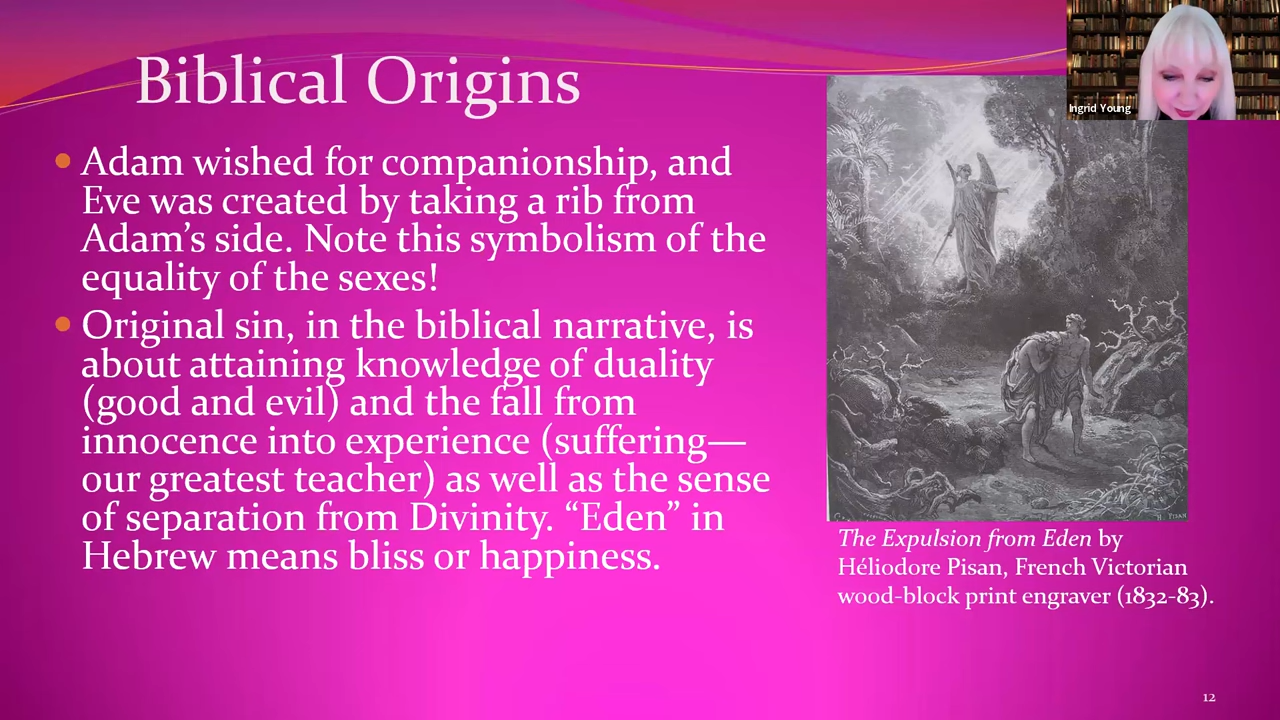 Biblical Origins
Ingrid Young
• Adam wished for companionship, and
Eve was created by taking a rib from
Adam’s side. Note this symbolism of the
equality of the sexes!
• Original sin, in the biblical narrative, is
about attaining knowledge of duality
(good and evil) and the fall from
innocence into experience (suffering—
our greatest teacher) as well as the sense
of separation from Divinity. “Eden” in
Hebrew means bliss or happiness.
H. PISAN
The Expulsion from Eden by
Héliodore Pisan, French Victorian
wood-block print engraver (1832-83).
12